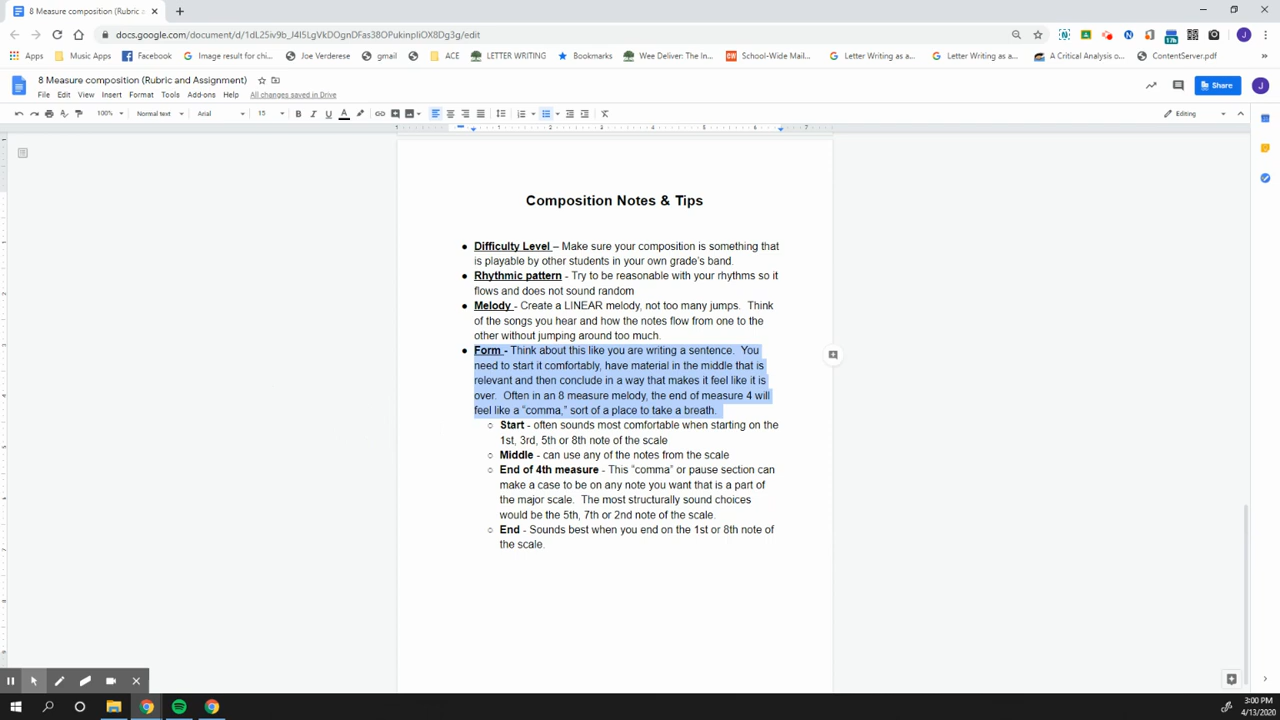 8 Measure composition (Rubric a
docs.google.com/document/d/1dL25iv9b_J4I5LgVkDOgnDFas38OPukinpIiOX8Dg3g/edit
Apps Music Apps Facebook Image result for chi... Joe Verderese gmail ACE LETTER WRITING Bookmarks Wee Deliver: The In... School-Wide Mail... Letter Writing as a... Letter Writing as a... A Critical Analysis o... ContentServer.pdf
8 Measure composition (Rubric and Assignment)
Share
File Edit View Insert Format Tools Add-ons Help All changes saved in Drive
100% Normal text Arial 15 Editing
Composition Notes & Tips
● Difficulty Level – Make sure your composition is something that
is playable by other students in your own grade's band.
● Rhythmic pattern - Try to be reasonable with your rhythms so it
flows and does not sound random
● Melody - Create a LINEAR melody, not too many jumps. Think
of the songs you hear and how the notes flow from one to the
other without jumping around too much.
● Form - Think about this like you are writing a sentence. You
need to start it comfortably, have material in the middle that is
relevant and then conclude in a way that makes it feel like it is
over. Often in an 8 measure melody, the end of measure 4 will
feel like a “comma,” sort of a place to take a breath.
○ Start - often sounds most comfortable when starting on the
1st, 3rd, 5th or 8th note of the scale
○ Middle - can use any of the notes from the scale
○ End of 4th measure - This “comma” or pause section can
make a case to be on any note you want that is a part of
the major scale. The most structurally sound choices
would be the 5th, 7th or 2nd note of the scale.
○ End - Sounds best when you end on the 1st or 8th note of
the scale.
3:00 PM
4/13/2020